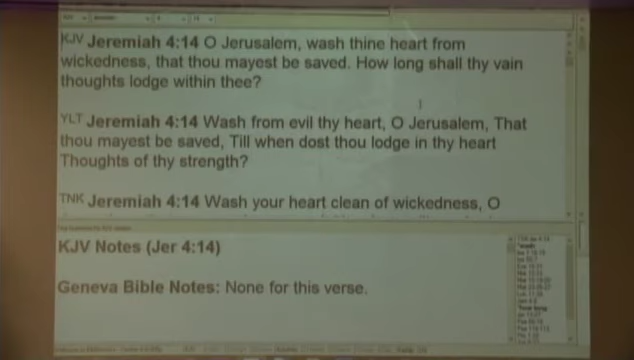 KJV Jeremiah 4:14 O Jerusalem, wash thine heart from
wickedness, that thou mayest be saved. How long shall thy vain
thoughts lodge within thee?
YLT Jeremiah 4:14 Wash from evil thy heart, O Jerusalem, That
thou mayest be saved, Till when dost thou lodge in thy heart
Thoughts of thy strength?
TNK Jeremiah 4:14 Wash your heart clean of wickedness, O
KJV Notes (Jer 4:14)
Geneva Bible Notes: None for this verse.